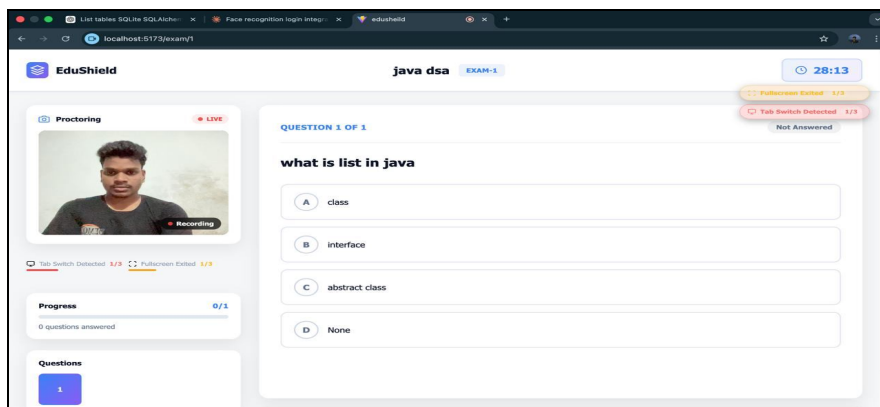 List tables SQLite SQLAlchem
Face recognition login integra
edusheild
localhost:5173/exam/1
EduShield
java dsa EXAM-1
28:13
Fullscreen Exited 1/3
Tab Switch Detected 1/3
Proctoring LIVE
Recording
Tab Switch Detected 1/3 Fullscreen Exited 1/3
Progress 0/1
0 questions answered
Questions
1
QUESTION 1 OF 1
Not Answered
what is list in java
A class
B interface
C abstract class
D None